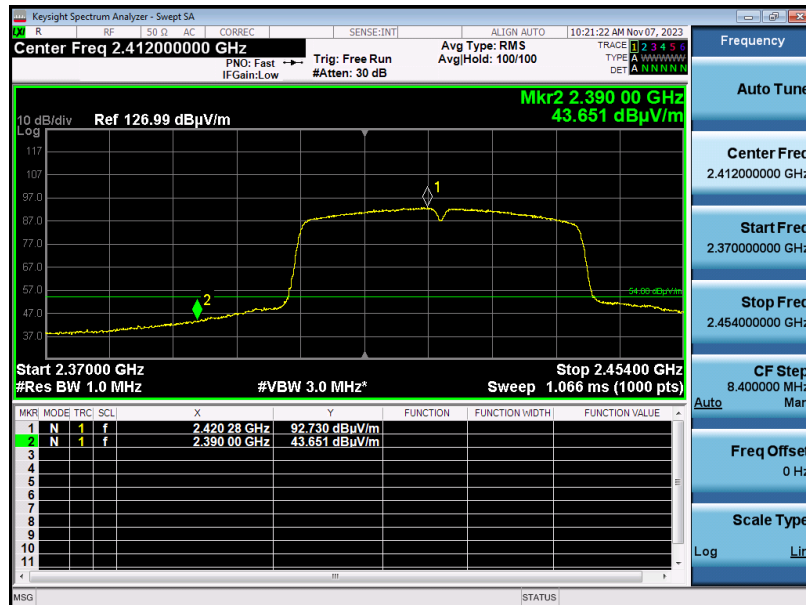 Keysight Spectrum Analyzer - Swept SA
LXI R RF 50 Ω AC CORREC SENSE:INT ALIGN AUTO 10:21:22 AM Nov 07, 2023
Center Freq 2.412000000 GHz
PNO: Fast
IFGain:Low
Trig: Free Run
#Atten: 30 dB
Avg Type: RMS
Avg|Hold: 100/100
TRACE 1 2 3 4 5 6
TYPE A WWWWW
DET A N N N N N
Mkr2 2.390 00 GHz
43.651 dBµV/m
10 dB/div Ref 126.99 dBµV/m
Log
117
107
97.0
87.0
77.0
67.0
57.0
47.0
37.0
1
2
54.00 dBµV/m
Start 2.37000 GHz Stop 2.45400 GHz
#Res BW 1.0 MHz #VBW 3.0 MHz* Sweep 1.066 ms (1000 pts)
MKR MODE TRC SCL X Y FUNCTION FUNCTION WIDTH FUNCTION VALUE
1 N 1 f 2.420 28 GHz 92.730 dBµV/m
2 N 1 f 2.390 00 GHz 43.651 dBµV/m
3
4
5
6
7
8
9
10
11
MSG STATUS
Frequency
Auto Tune
Center Freq
2.412000000 GHz
Start Freq
2.370000000 GHz
Stop Freq
2.454000000 GHz
CF Step
8.400000 MHz
Auto Man
Freq Offset
0 Hz
Scale Type
Log Lin